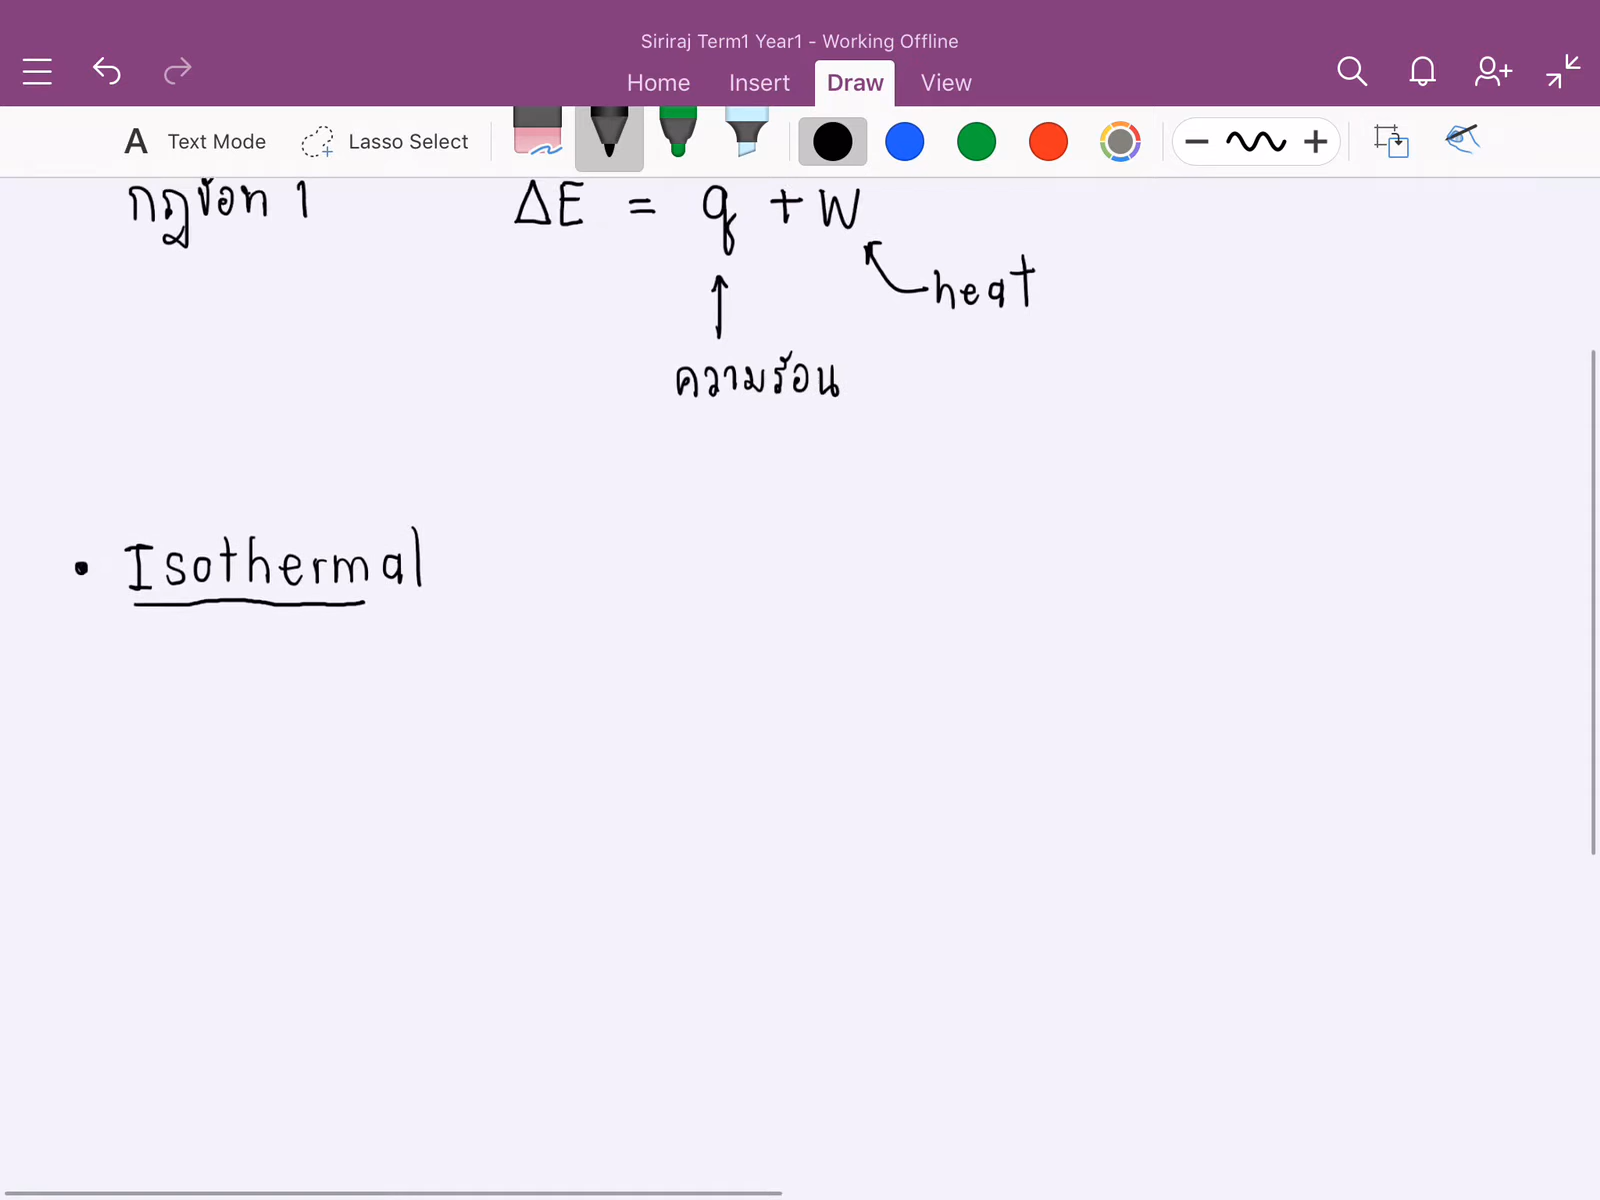 Siriraj Term1 Year1 - Working Offline
Home Insert Draw View
A Text Mode Lasso Select
กฎข้อท 1 ΔE = q + W
heat
ความร้อน
• Isothermal